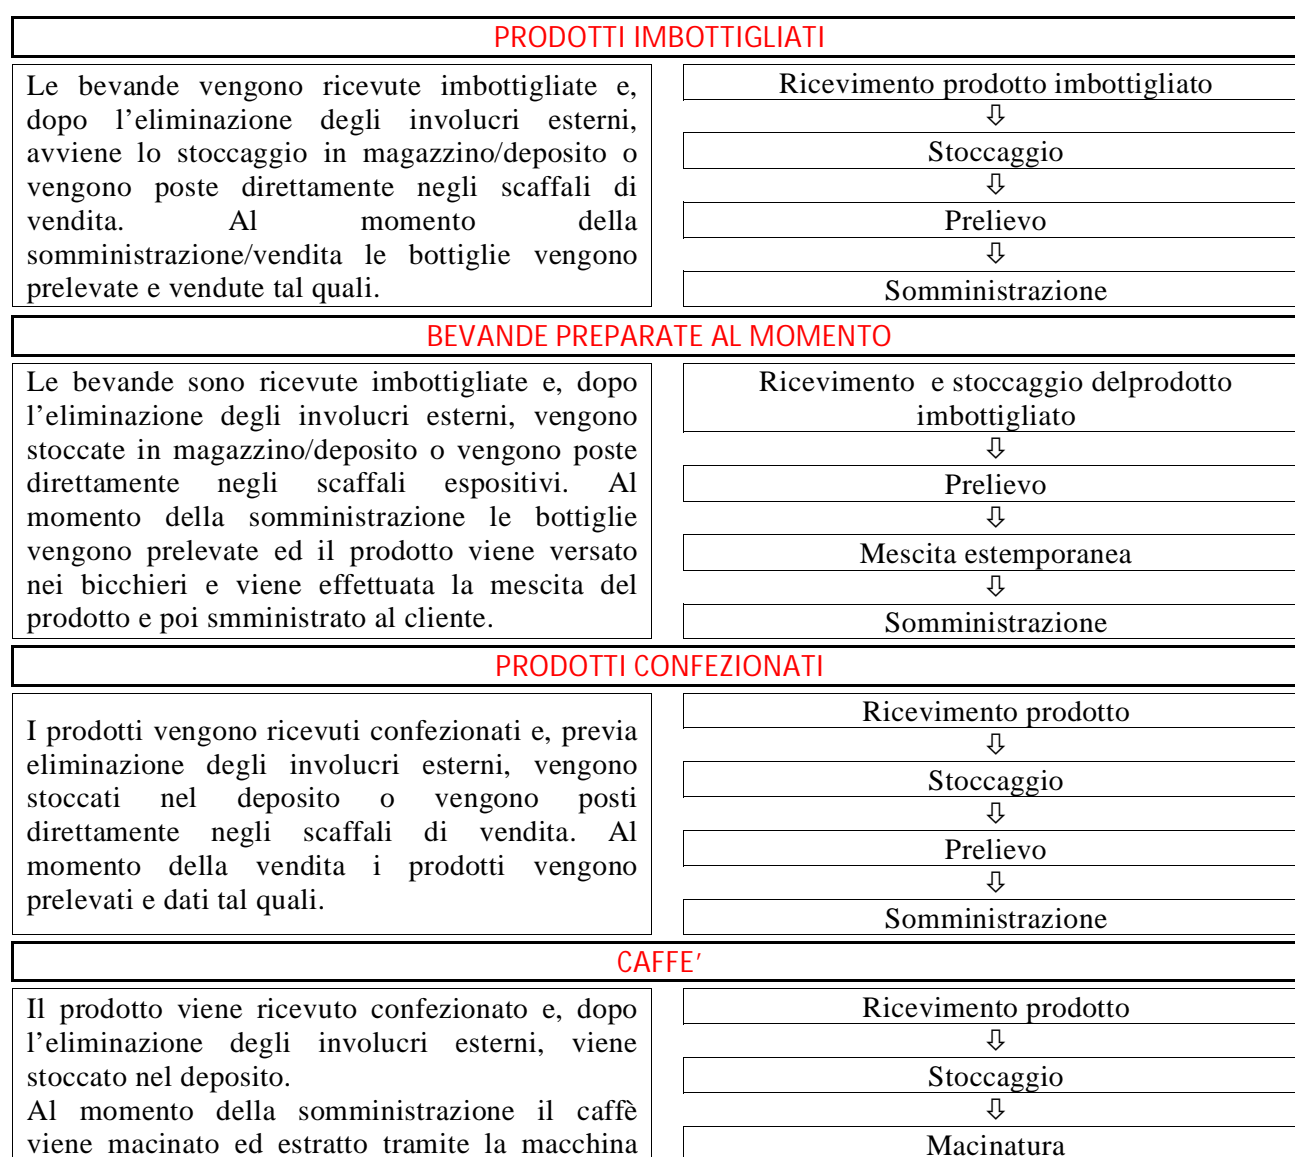 PRODOTTI IMBOTTIGLIATI
Le bevande vengono ricevute imbottigliate e,
dopo l’eliminazione degli involucri esterni,
avviene lo stoccaggio in magazzino/deposito o
vengono poste direttamente negli scaffali di
vendita. Al momento della
somministrazione/vendita le bottiglie vengono
prelevate e vendute tal quali.
Ricevimento prodotto imbottigliato
⇩
Stoccaggio
⇩
Prelievo
⇩
Somministrazione
BEVANDE PREPARATE AL MOMENTO
Le bevande sono ricevute imbottigliate e, dopo
l’eliminazione degli involucri esterni, vengono
stoccate in magazzino/deposito o vengono poste
direttamente negli scaffali espositivi. Al
momento della somministrazione le bottiglie
vengono prelevate ed il prodotto viene versato
nei bicchieri e viene effettuata la mescita del
prodotto e poi smministrato al cliente.
Ricevimento e stoccaggio delprodotto
imbottigliato
⇩
Prelievo
⇩
Mescita estemporanea
⇩
Somministrazione
PRODOTTI CONFEZIONATI
I prodotti vengono ricevuti confezionati e, previa
eliminazione degli involucri esterni, vengono
stoccati nel deposito o vengono posti
direttamente negli scaffali di vendita. Al
momento della vendita i prodotti vengono
prelevati e dati tal quali.
Ricevimento prodotto
⇩
Stoccaggio
⇩
Prelievo
⇩
Somministrazione
CAFFE’
Il prodotto viene ricevuto confezionato e, dopo
l’eliminazione degli involucri esterni, viene
stoccato nel deposito.
Al momento della somministrazione il caffè
viene macinato ed estratto tramite la macchina
Ricevimento prodotto
⇩
Stoccaggio
⇩
Macinatura